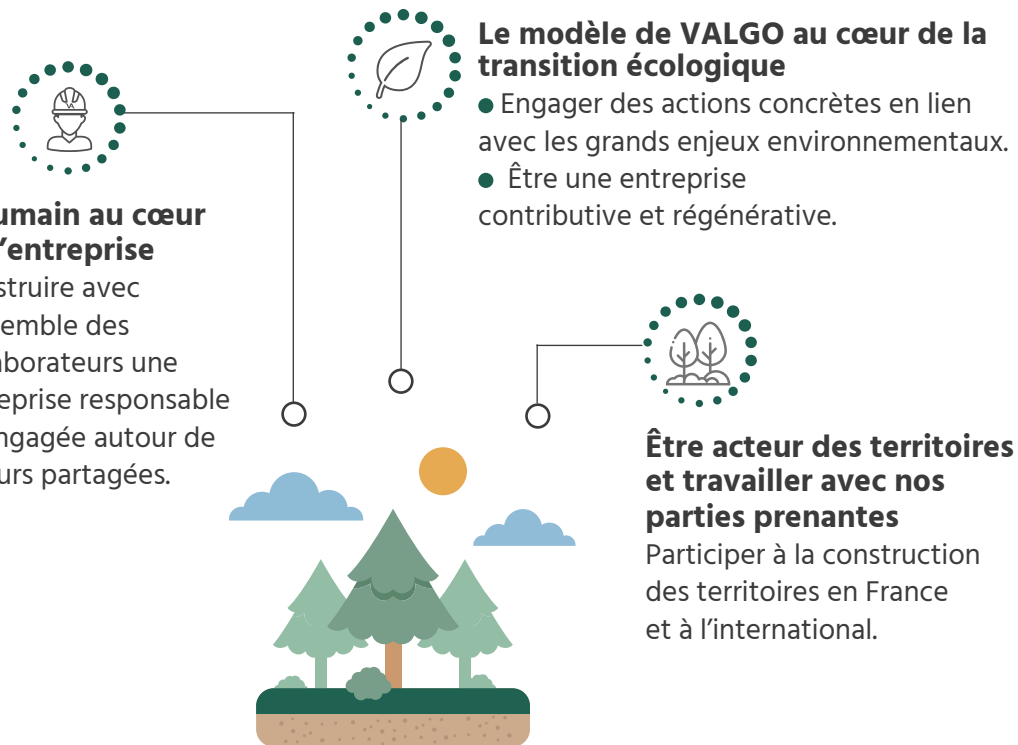 Le modèle de VALGO au cœur de la
transition écologique
● Engager des actions concrètes en lien
avec les grands enjeux environnementaux.
● Être une entreprise
contributive et régénérative.
umain au cœur
l’entreprise
struire avec
emble des
aborateurs une
eprise responsable
ngagée autour de
urs partagées.
Être acteur des territoires
et travailler avec nos
parties prenantes
Participer à la construction
des territoires en France
et à l’international.